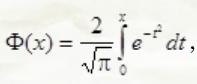 Φ(x) = 2/√π ∫₀ˣ e^(-t²) dt,